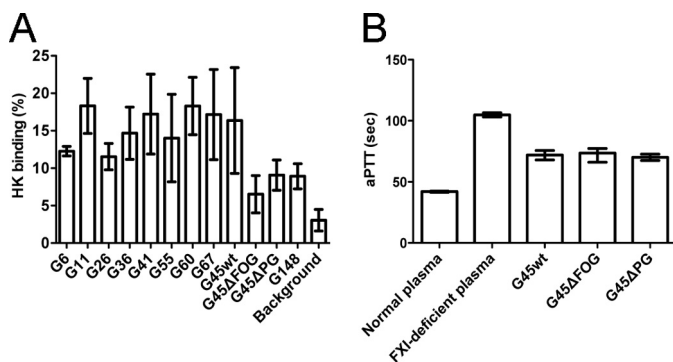 A
HK binding (%)
25
20
15
10
5
0
G6
G11
G26
G36
G41
G55
G60
G67
G45wt
G45ΔFOG
G45ΔPG
G148
Background
B
aPTT (sec)
150
100
50
0
Normal plasma
FXI-deficient plasma
G45wt
G45ΔFOG
G45ΔPG